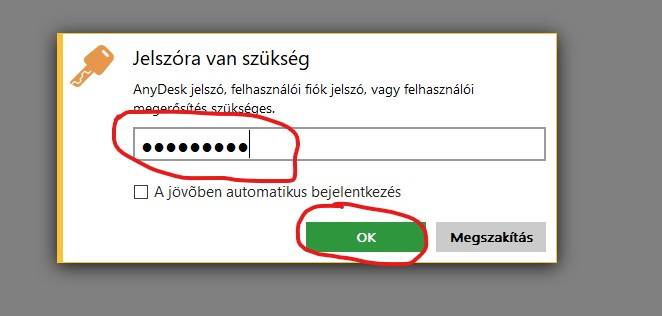 Jelszóra van szükség
AnyDesk jelszó, felhasználói fiók jelszó, vagy felhasználói
megerősítés szükséges.
●●●●●●●●●
A jövőben automatikus bejelentkezés
OK
Megszakítás